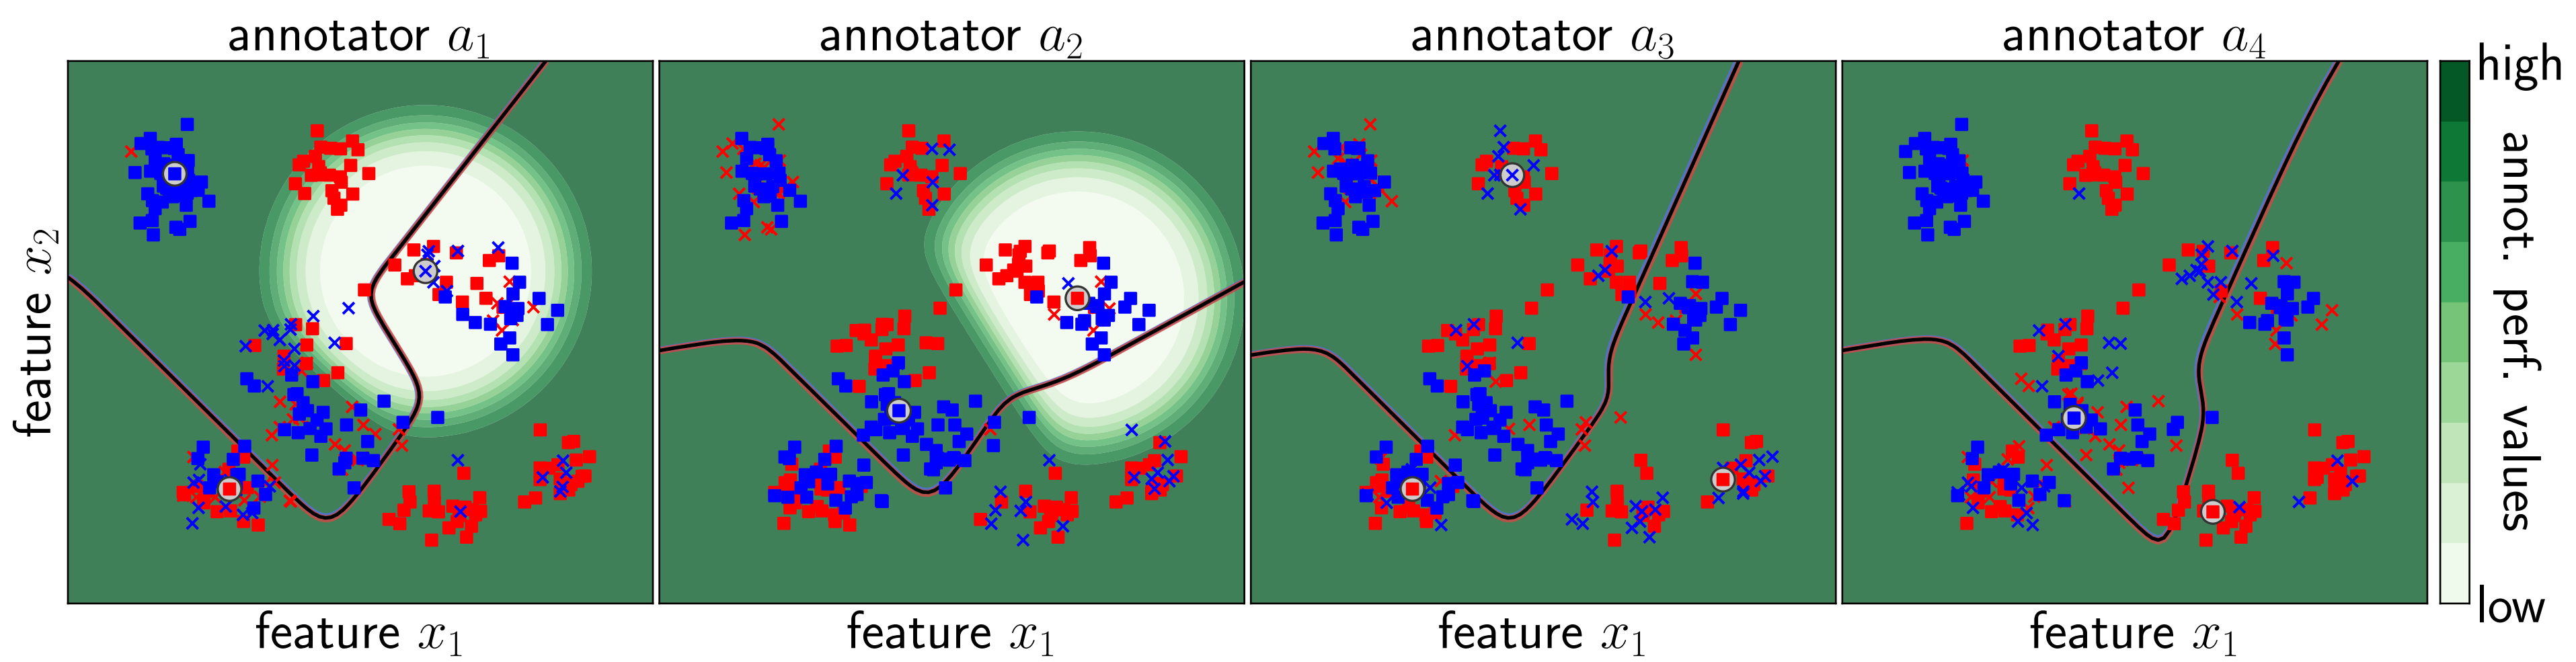 annotator a₁
annotator a₂
annotator a₃
annotator a₄
feature x₂
feature x₁
feature x₁
feature x₁
feature x₁
high
annot. perf. values
low